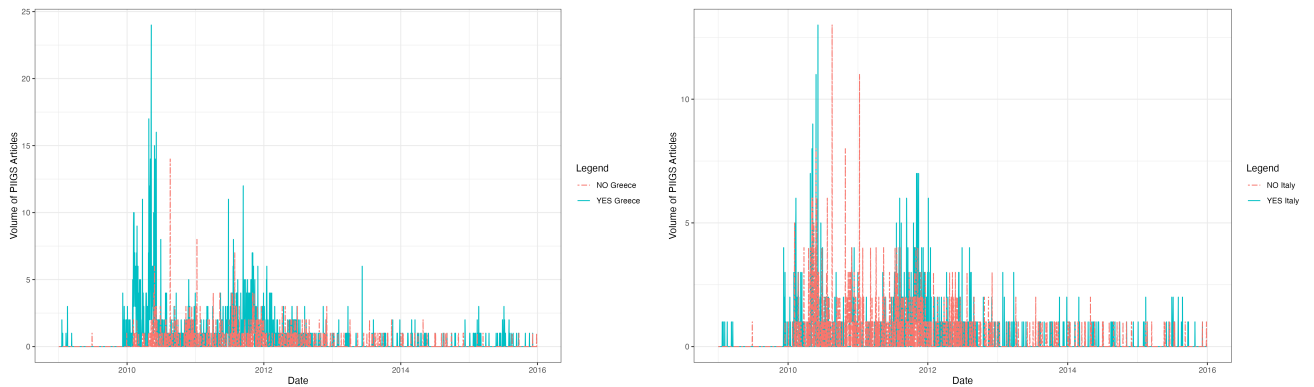 Volume of PIIGS Articles
25
20
15
10
5
0
2010
2012
2014
2016
Date
Legend
NO Greece
YES Greece
Volume of PIIGS Articles
10
5
0
2010
2012
2014
2016
Date
Legend
NO Italy
YES Italy